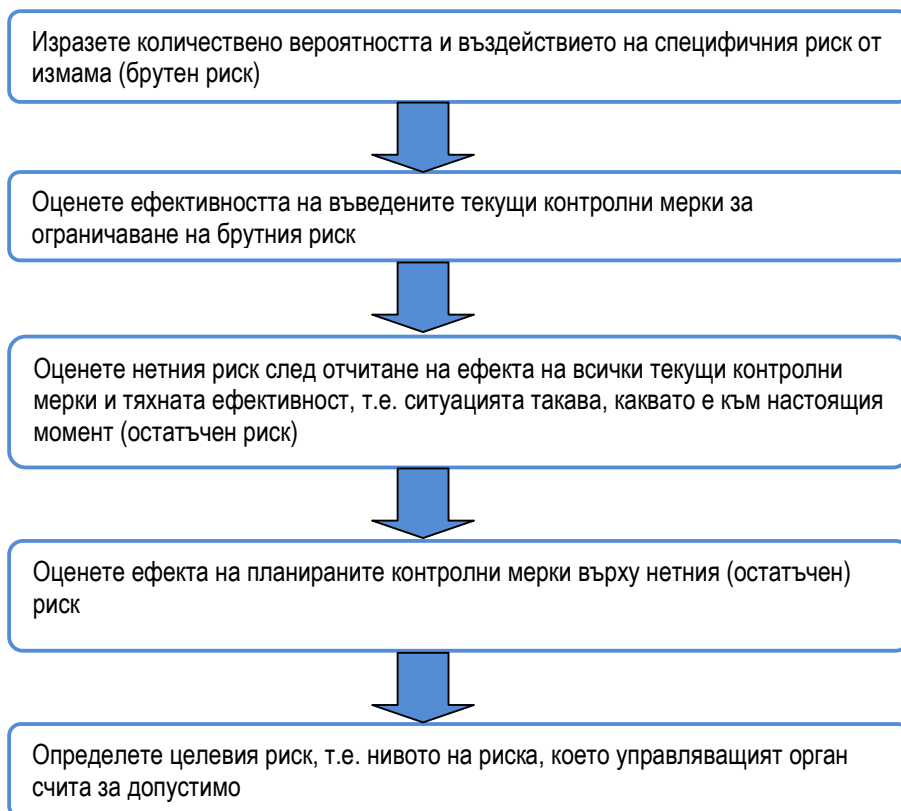 Изразете количествено вероятността и въздействието на специфичния риск от
измама (брутен риск)
Оценете ефективността на въведените текущи контролни мерки за
ограничаване на брутния риск
Оценете нетния риск след отчитане на ефекта на всички текущи контролни
мерки и тяхната ефективност, т.е. ситуацията такава, каквато е към настоящия
момент (остатъчен риск)
Оценете ефекта на планираните контролни мерки върху нетния (остатъчен)
риск
Определете целевия риск, т.е. нивото на риска, което управляващият орган
счита за допустимо